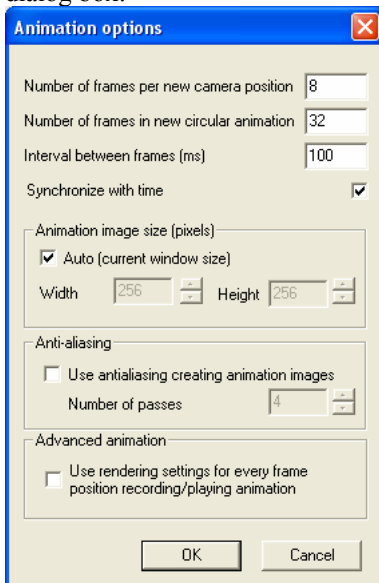 dialog box.
Animation options
Number of frames per new camera position 8
Number of frames in new circular animation 32
Interval between frames (ms) 100
Synchronize with time
Animation image size (pixels)
Auto (current window size)
Width 256 Height 256
Anti-aliasing
Use antialiasing creating animation images
Number of passes 4
Advanced animation
Use rendering settings for every frame
position recording/playing animation
OK Cancel